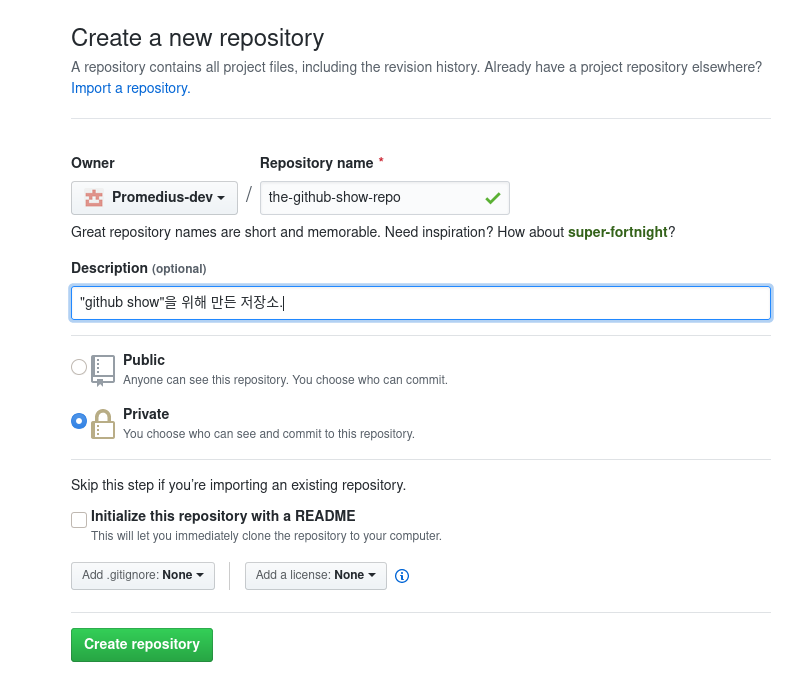 Create a new repository
A repository contains all project files, including the revision history. Already have a project repository elsewhere?
Import a repository.
Owner
Repository name *
Promedius-dev
/
the-github-show-repo
Great repository names are short and memorable. Need inspiration? How about super-fortnight?
Description (optional)
"github show"을 위해 만든 저장소.
Public
Anyone can see this repository. You choose who can commit.
Private
You choose who can see and commit to this repository.
Skip this step if you’re importing an existing repository.
Initialize this repository with a README
This will let you immediately clone the repository to your computer.
Add .gitignore: None
Add a license: None
Create repository